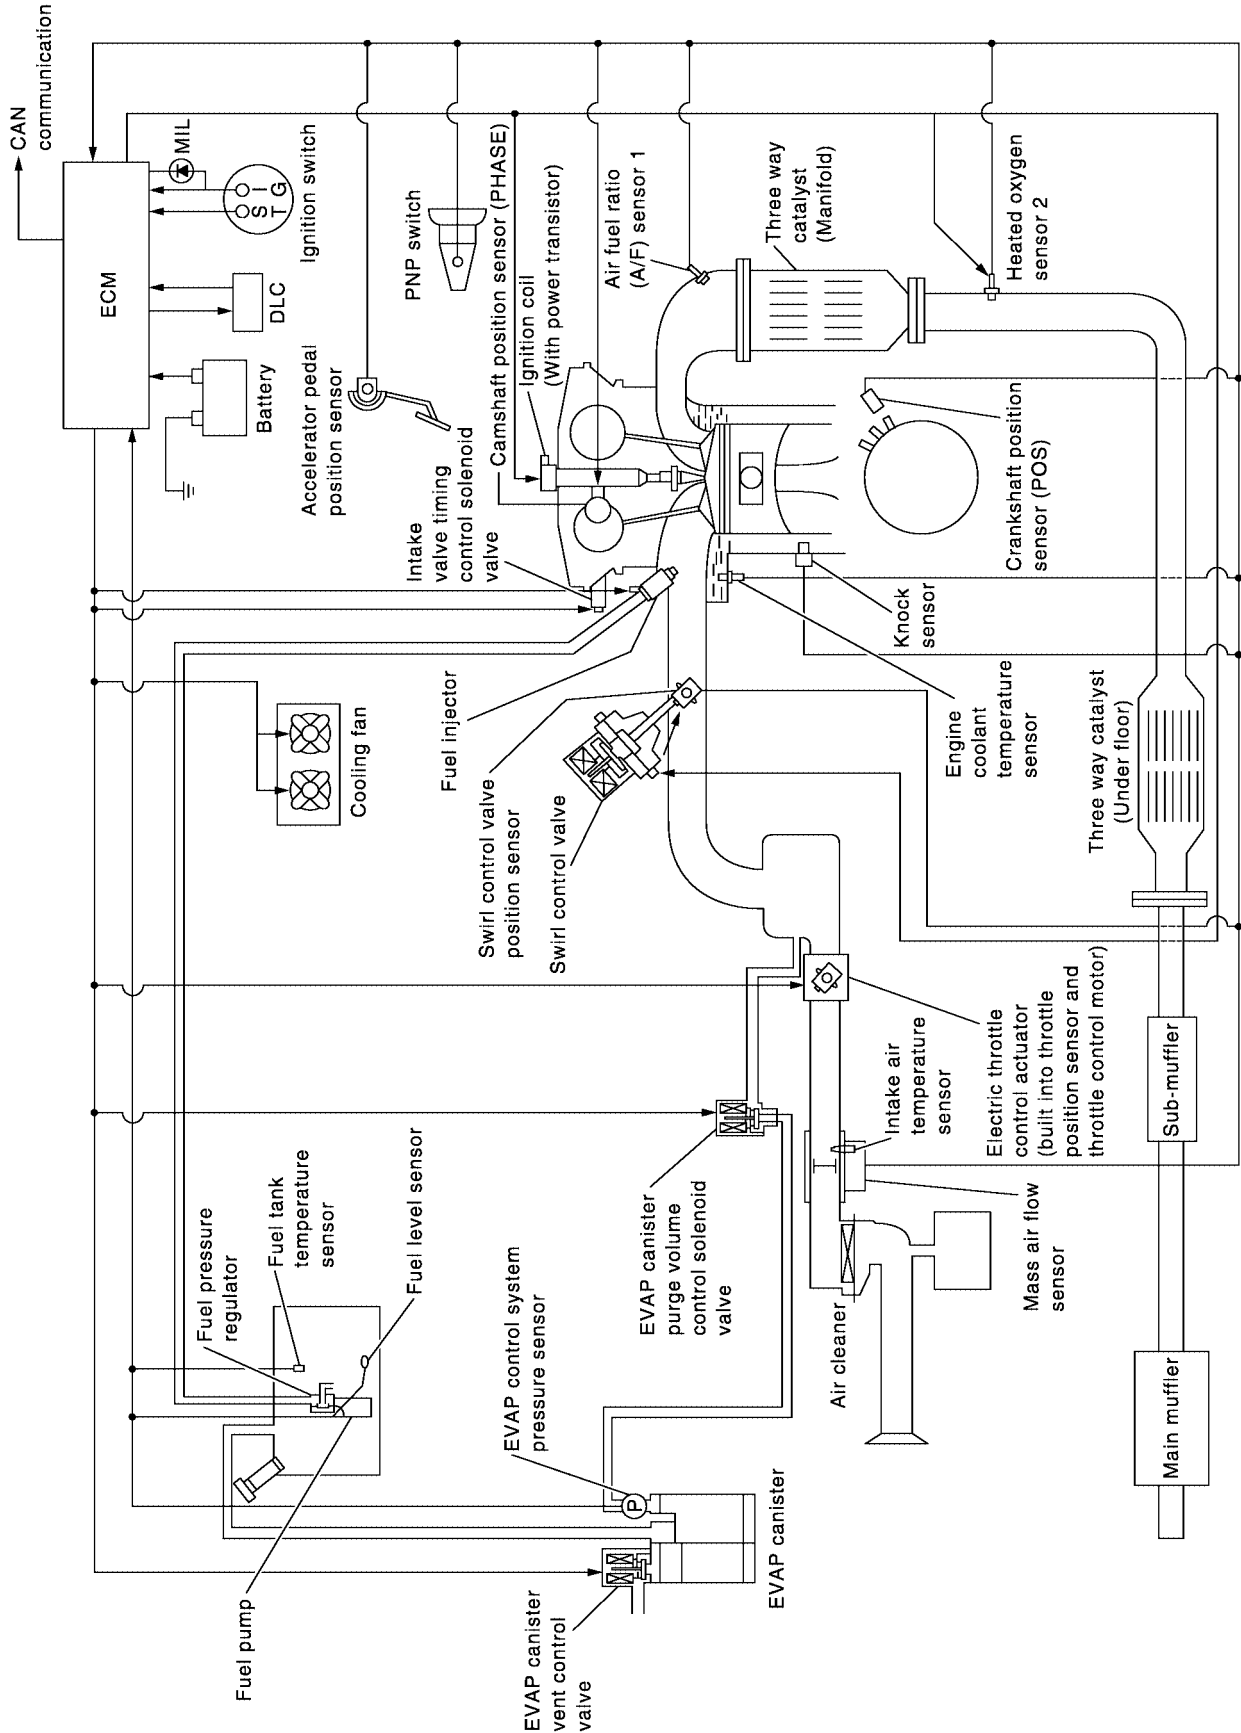 CAN
communication
ECM
MIL
Ignition switch
ST
IG
DLC
Battery
Accelerator pedal
position sensor
PNP switch
Camshaft position sensor (PHASE)
Ignition coil
(With power transistor)
Air fuel ratio
(A/F) sensor 1
Three way
catalyst
(Manifold)
Heated oxygen
sensor 2
Intake
valve timing
control solenoid
valve
Crankshaft position
sensor (POS)
Knock
sensor
Engine
coolant
temperature
sensor
Cooling fan
Fuel injector
Swirl control valve
position sensor
Swirl control valve
Three way catalyst
(Under floor)
Electric throttle
control actuator
(built into throttle
position sensor and
throttle control motor)
Intake air
temperature
sensor
Sub-muffler
Mass air flow
sensor
Fuel pressure
regulator
Fuel tank
temperature
sensor
Fuel level sensor
EVAP canister
purge volume
control solenoid
valve
EVAP control system
pressure sensor
Air cleaner
Main muffler
P
Fuel pump
EVAP canister
EVAP canister
vent control
valve